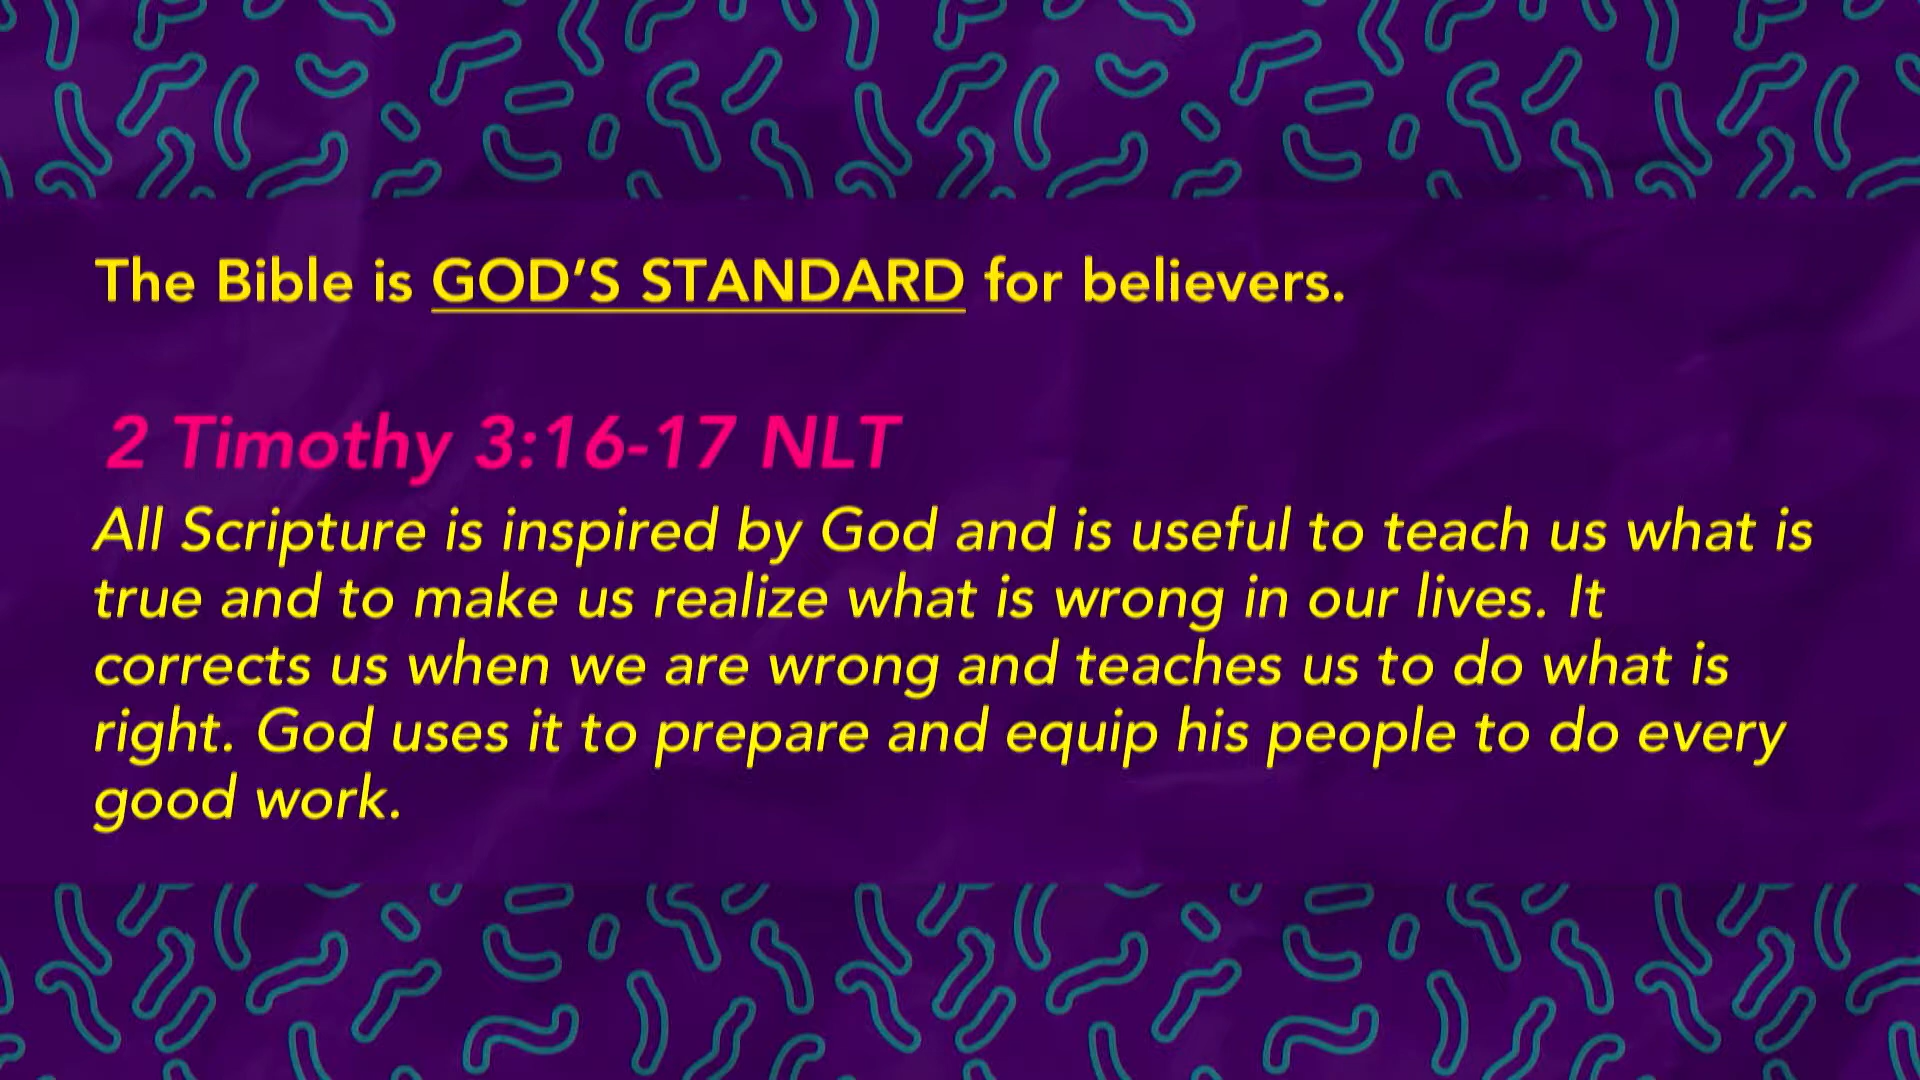 The Bible is GOD’S STANDARD for believers.
2 Timothy 3:16-17 NLT
All Scripture is inspired by God and is useful to teach us what is
true and to make us realize what is wrong in our lives. It
corrects us when we are wrong and teaches us to do what is
right. God uses it to prepare and equip his people to do every
good work.